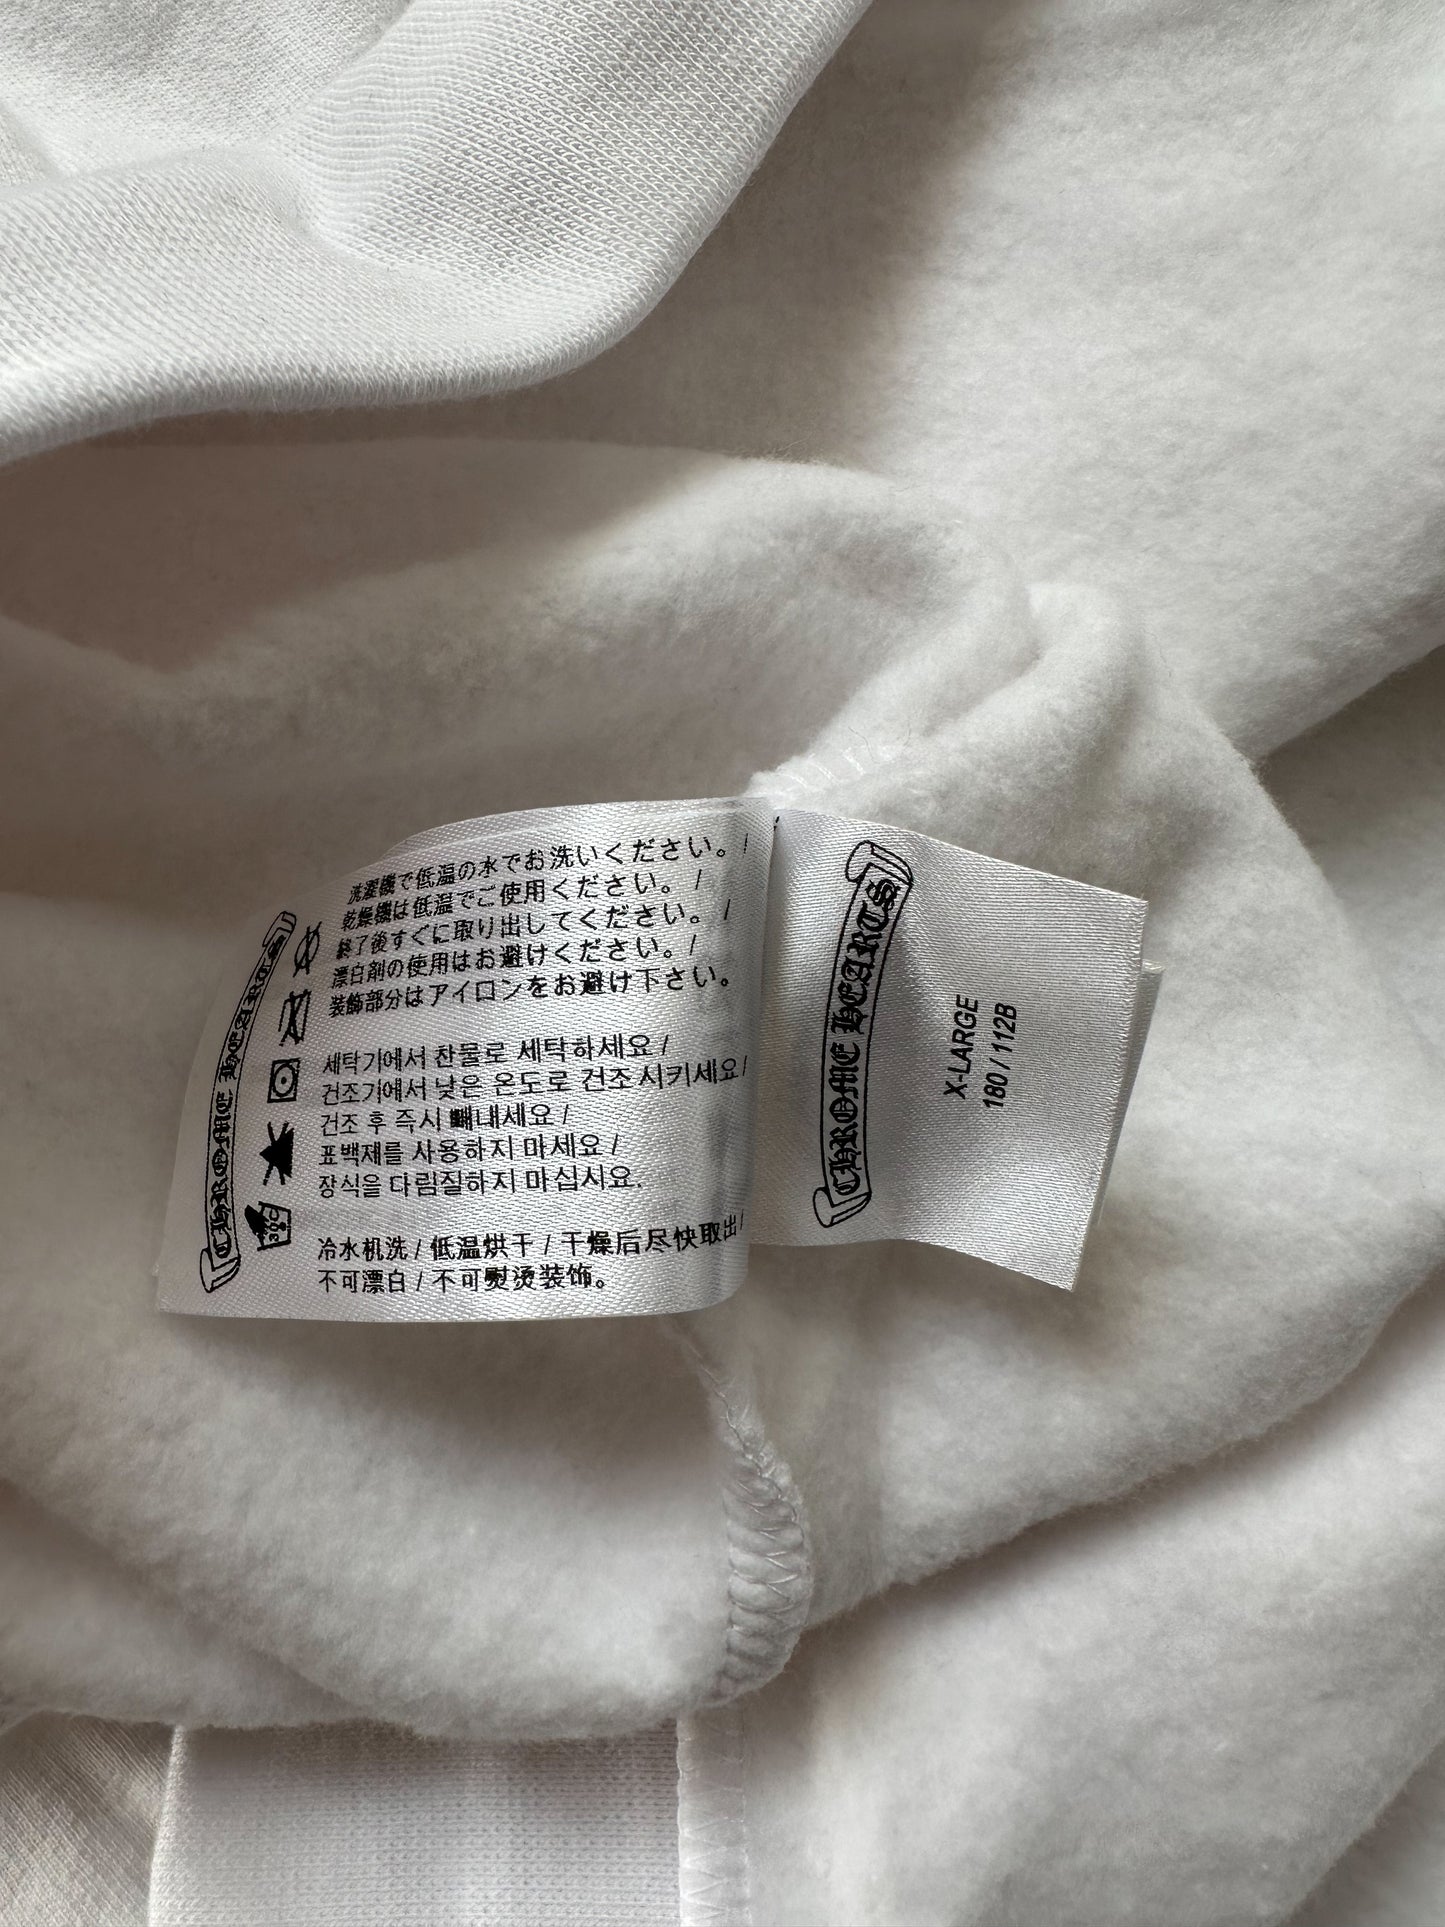 CHROME HEARTS
洗濯機で低温の水でお洗いください。/
乾燥機は低温でご使用ください。/
終了後すぐに取り出してください。/
漂白剤の使用はお避けください。/
装飾部分はアイロンをお避け下さい。
세탁기에서 찬물로 세탁하세요 /
건조기에서 낮은 온도로 건조시키세요/
건조 후 즉시 빼내세요 /
표백제를 사용하지 마세요 /
장식을 다림질하지 마십시요.
冷水机洗 / 低温烘干 / 干燥后尽快取出/
不可漂白 / 不可熨烫装饰。
30C
CHROME HEARTS
X-LARGE
180 / 112B